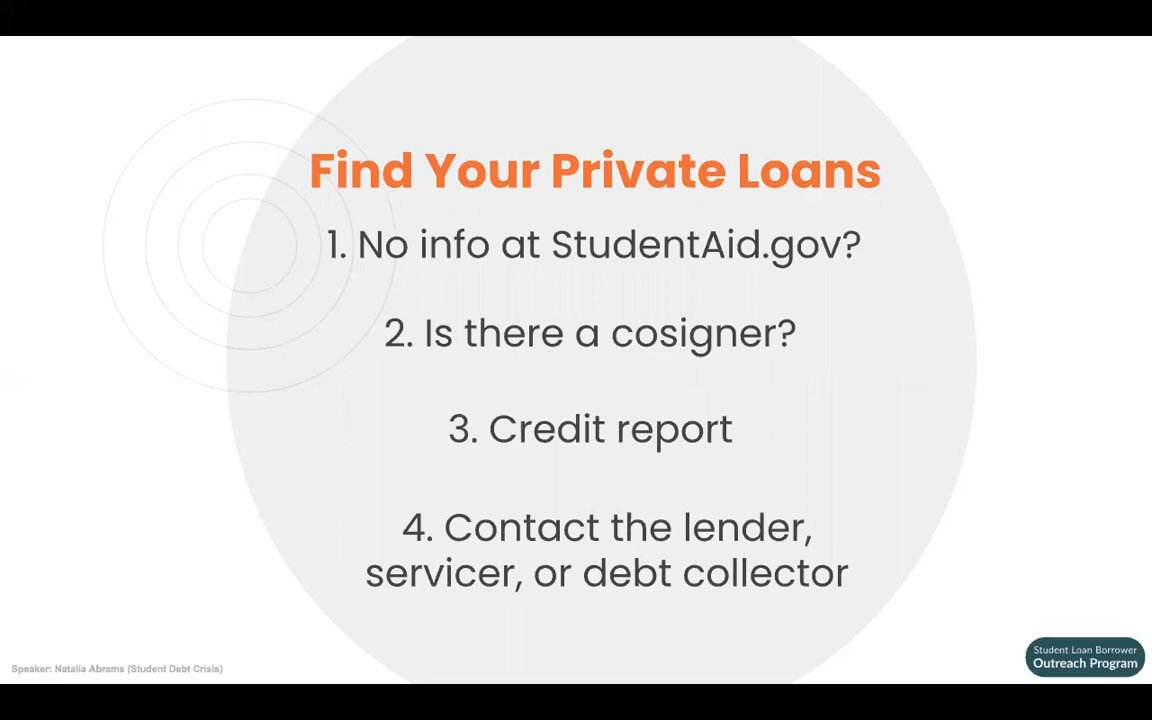 Find Your Private Loans
1. No info at StudentAid.gov?
2. Is there a cosigner?
3. Credit report
4. Contact the lender,
servicer, or debt collector
Speaker: Natalia Abrams (Student Debt Crisis)
Student Loan Borrower
Outreach Program